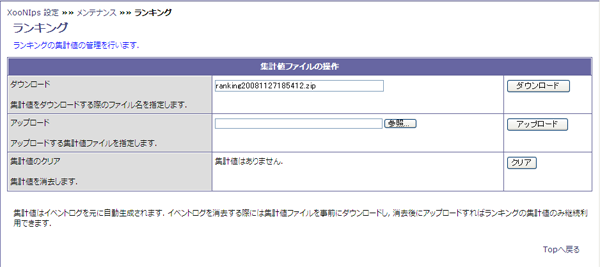 XooNIps 設定 »» メンテナンス »» ランキング
ランキング
ランキングの集計値の管理を行います.
集計値ファイルの操作
ダウンロード
集計値をダウンロードする際のファイル名を指定します.
ranking20081127185412.zip
ダウンロード
アップロード
アップロードする集計値ファイルを指定します.
参照...
アップロード
集計値のクリア
集計値を消去します.
集計値はありません.
クリア
集計値はイベントログを元に自動生成されます. イベントログを消去する際には集計値ファイルを事前にダウンロードし, 消去後にアップロードすればランキングの集計値のみ継続利
用できます.
Topへ戻る